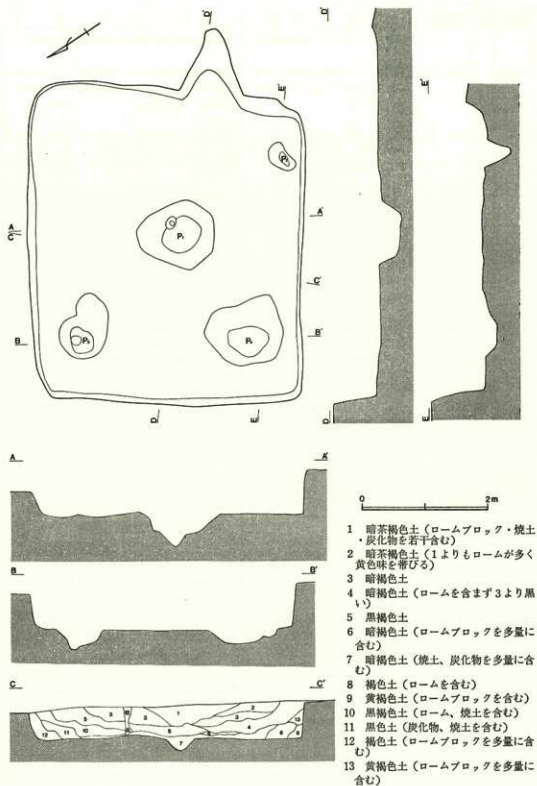 D′
D′
E′
E′
P₂
A
C
A′
P₁
C′
B
P₃
P₄
B′
D
E
D
E
A
A′
0
2m
B
B′
C
C′
1 暗茶褐色土(ロームブロック・焼土
・炭化物を若干含む)
2 暗茶褐色土(1よりもロームが多く
黄色味を帯びる)
3 暗褐色土
4 暗褐色土(ロームを含まず3より黒
い)
5 黒褐色土
6 暗褐色土(ロームブロックを多量に
含む)
7 暗褐色土(焼土、炭化物を多量に含
む)
8 褐色土(ロームを含む)
9 黄褐色土(ロームブロックを含む)
10 黒褐色土(ローム、焼土を含む)
11 黒色土(炭化物、焼土を含む)
12 褐色土(ロームブロックを多量に含
む)
13 黄褐色土(ロームブロックを多量に
含む)